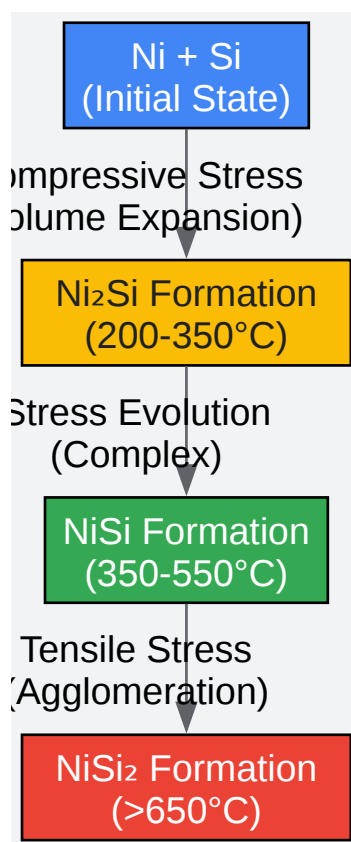 Ni + Si
(Initial State)
ompressive Stress
olume Expansion)
Ni₂Si Formation
(200-350°C)
Stress Evolution
(Complex)
NiSi Formation
(350-550°C)
Tensile Stress
(Agglomeration)
NiSi₂ Formation
(>650°C)